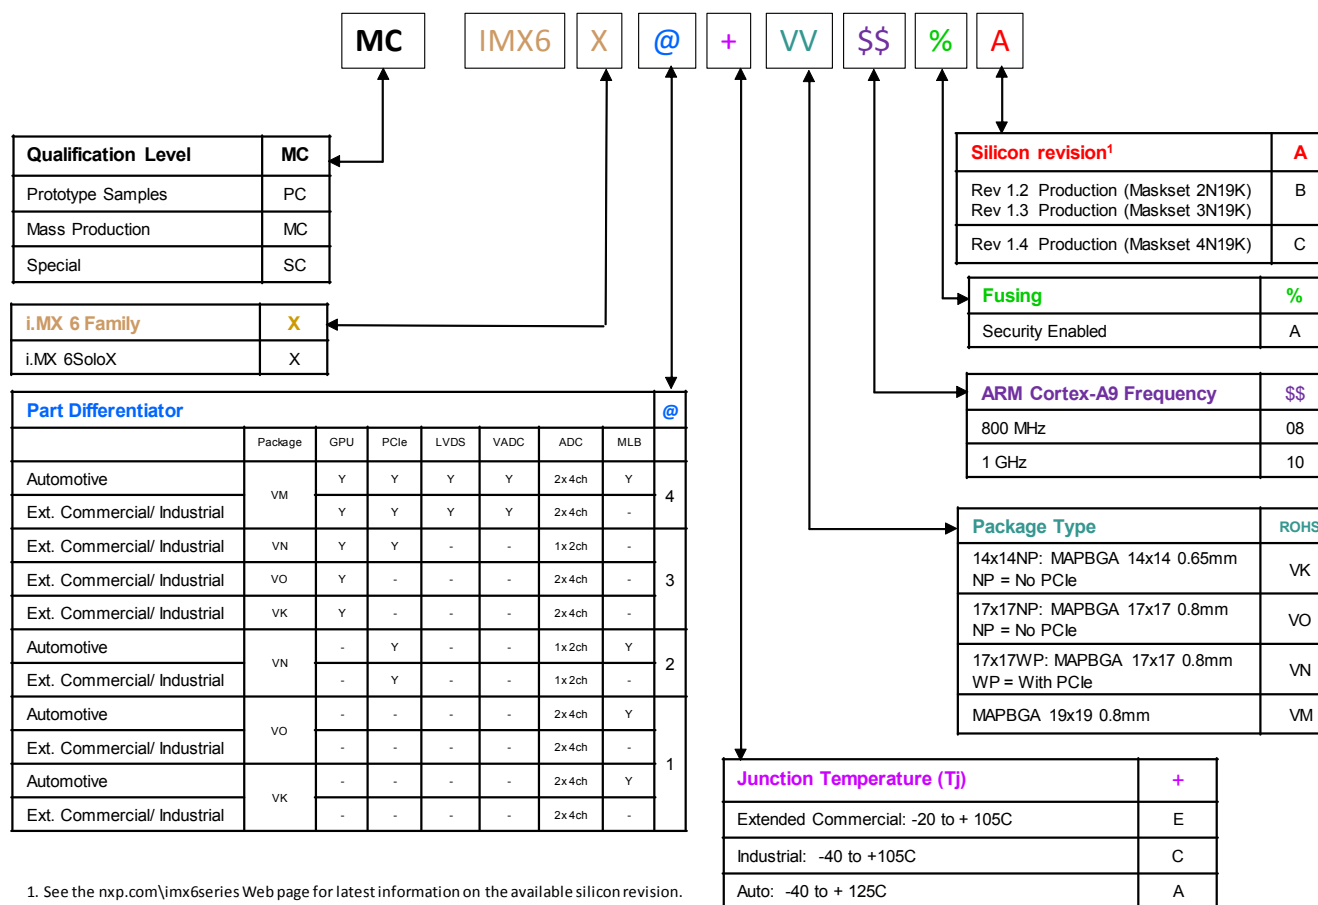 MC IMX6 X @ + VV $$ % A
Qualification Level MC
Prototype Samples PC
Mass Production MC
Special SC
i.MX 6 Family X
i.MX 6SoloX X
Part Differentiator @
Package GPU PCIe LVDS VADC ADC MLB
Automotive VM Y Y Y Y 2x4ch Y 4
Ext. Commercial/ Industrial Y Y Y Y 2x4ch -
Ext. Commercial/ Industrial VN Y Y - - 1x2ch - 3
Ext. Commercial/ Industrial VO Y - - - 2x4ch -
Ext. Commercial/ Industrial VK Y - - - 2x4ch -
Automotive VN - Y - - 1x2ch Y 2
Ext. Commercial/ Industrial - Y - - 1x2ch -
Automotive VO - - - - 2x4ch Y 1
Ext. Commercial/ Industrial - - - - 2x4ch -
Automotive VK - - - - 2x4ch Y
Ext. Commercial/ Industrial - - - - 2x4ch -
Silicon revision¹ A
Rev 1.2 Production (Maskset 2N19K) B
Rev 1.3 Production (Maskset 3N19K)
Rev 1.4 Production (Maskset 4N19K) C
Fusing %
Security Enabled A
ARM Cortex-A9 Frequency $$
800 MHz 08
1 GHz 10
Package Type ROHS
14x14NP: MAPBGA 14x14 0.65mm VK
NP = No PCIe
17x17NP: MAPBGA 17x17 0.8mm VO
NP = No PCIe
17x17WP: MAPBGA 17x17 0.8mm VN
WP = With PCIe
MAPBGA 19x19 0.8mm VM
Junction Temperature (Tj) +
Extended Commercial: -20 to + 105C E
Industrial: -40 to +105C C
Auto: -40 to + 125C A
1. See the nxp.com\imx6series Web page for latest information on the available silicon revision.